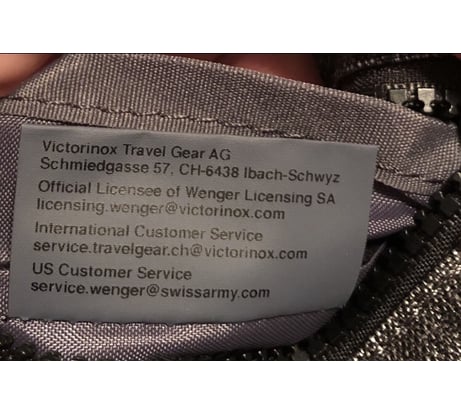 Victorinox Travel Gear AG
Schmiedgasse 57, CH-6438 Ibach-Schwyz
Official Licensee of Wenger Licensing SA
licensing.wenger@victorinox.com
International Customer Service
service.travelgear.ch@victorinox.com
US Customer Service
service.wenger@swissarmy.com